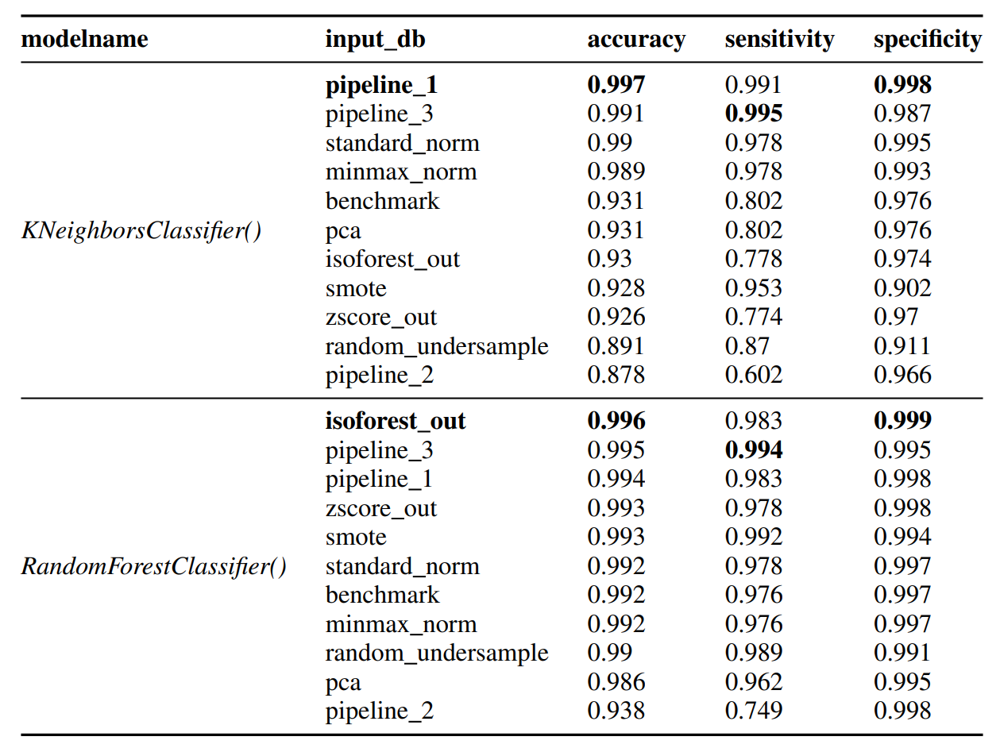 modelname input_db accuracy sensitivity specificity
pipeline_1 0.997 0.991 0.998
pipeline_3 0.991 0.995 0.987
standard_norm 0.99 0.978 0.995
minmax_norm 0.989 0.978 0.993
benchmark 0.931 0.802 0.976
KNeighborsClassifier() pca 0.931 0.802 0.976
isoforest_out 0.93 0.778 0.974
smote 0.928 0.953 0.902
zscore_out 0.926 0.774 0.97
random_undersample 0.891 0.87 0.911
pipeline_2 0.878 0.602 0.966
isoforest_out 0.996 0.983 0.999
pipeline_3 0.995 0.994 0.995
pipeline_1 0.994 0.983 0.998
zscore_out 0.993 0.978 0.998
smote 0.993 0.992 0.994
RandomForestClassifier() standard_norm 0.992 0.978 0.997
benchmark 0.992 0.976 0.997
minmax_norm 0.992 0.976 0.997
random_undersample 0.99 0.989 0.991
pca 0.986 0.962 0.995
pipeline_2 0.938 0.749 0.998